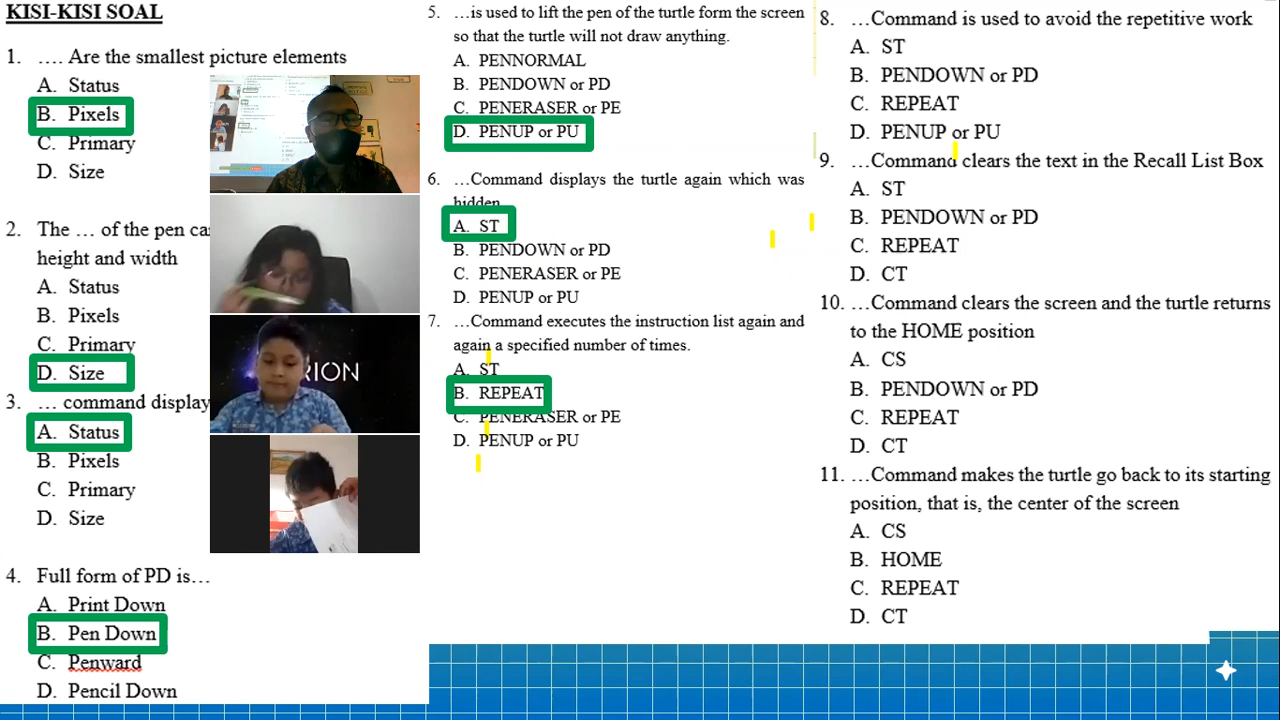 KISI-KISI SOAL
1. …. Are the smallest picture elements
A. Status
B. Pixels
C. Primary
D. Size
2. The … of the pen ca
height and width
A. Status
B. Pixels
C. Primary
D. Size
3. … command display
A. Status
B. Pixels
C. Primary
D. Size
4. Full form of PD is…
A. Print Down
B. Pen Down
C. Penward
D. Pencil Down
RION
5. …is used to lift the pen of the turtle form the screen
so that the turtle will not draw anything.
A. PENNORMAL
B. PENDOWN or PD
C. PENERASER or PE
D. PENUP or PU
6. …Command displays the turtle again which was
hidden
A. ST
B. PENDOWN or PD
C. PENERASER or PE
D. PENUP or PU
7. …Command executes the instruction list again and
again a specified number of times.
A. ST
B. REPEAT
C. PENERASER or PE
D. PENUP or PU
8. …Command is used to avoid the repetitive work
A. ST
B. PENDOWN or PD
C. REPEAT
D. PENUP or PU
9. …Command clears the text in the Recall List Box
A. ST
B. PENDOWN or PD
C. REPEAT
D. CT
10. …Command clears the screen and the turtle returns
to the HOME position
A. CS
B. PENDOWN or PD
C. REPEAT
D. CT
11. …Command makes the turtle go back to its starting
position, that is, the center of the screen
A. CS
B. HOME
C. REPEAT
D. CT